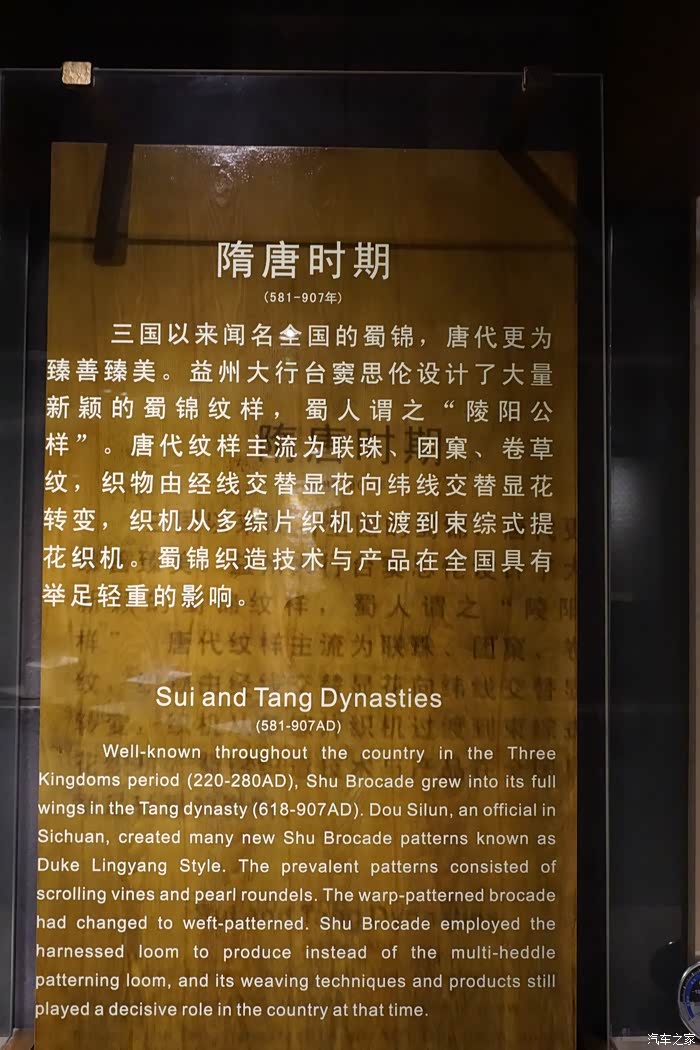 隋唐时期
(581-907年)
三国以来闻名全国的蜀锦，唐代更为
臻善臻美。益州大行台窦思伦设计了大量
新颖的蜀锦纹样，蜀人谓之“陵阳公
样”。唐代纹样主流为联珠、团窠、卷草
纹，织物由经线交替显花向纬线交替显花
转变，织机从多综片织机过渡到束综式提
花织机。蜀锦织造技术与产品在全国具有
举足轻重的影响。
Sui and Tang Dynasties
(581-907AD)
Well-known throughout the country in the Three
Kingdoms period (220-280AD), Shu Brocade grew into its full
wings in the Tang dynasty (618-907AD). Dou Silun, an official in
Sichuan, created many new Shu Brocade patterns known as
Duke Lingyang Style. The prevalent patterns consisted of
scrolling vines and pearl roundels. The warp-patterned brocade
had changed to weft-patterned. Shu Brocade employed the
harnessed loom to produce instead of the multi-heddle
patterning loom, and its weaving techniques and products still
played a decisive role in the country at that time.
汽车之家